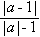 |a - 1|
|a| - 1